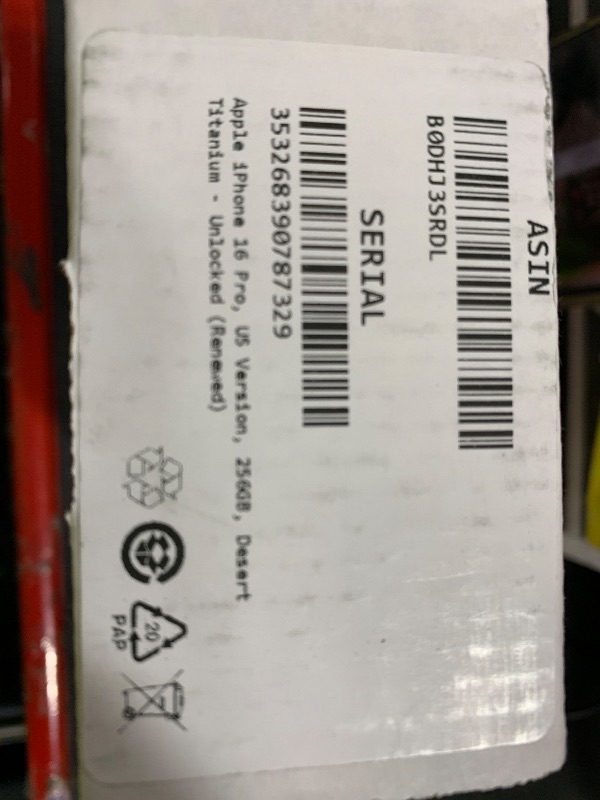 ASIN
B0DHJ3SRDL
SERIAL
353268390787329
Apple iPhone 16 Pro, US Version, 256GB, Desert
Titanium - Unlocked (Renewed)
20
PAP